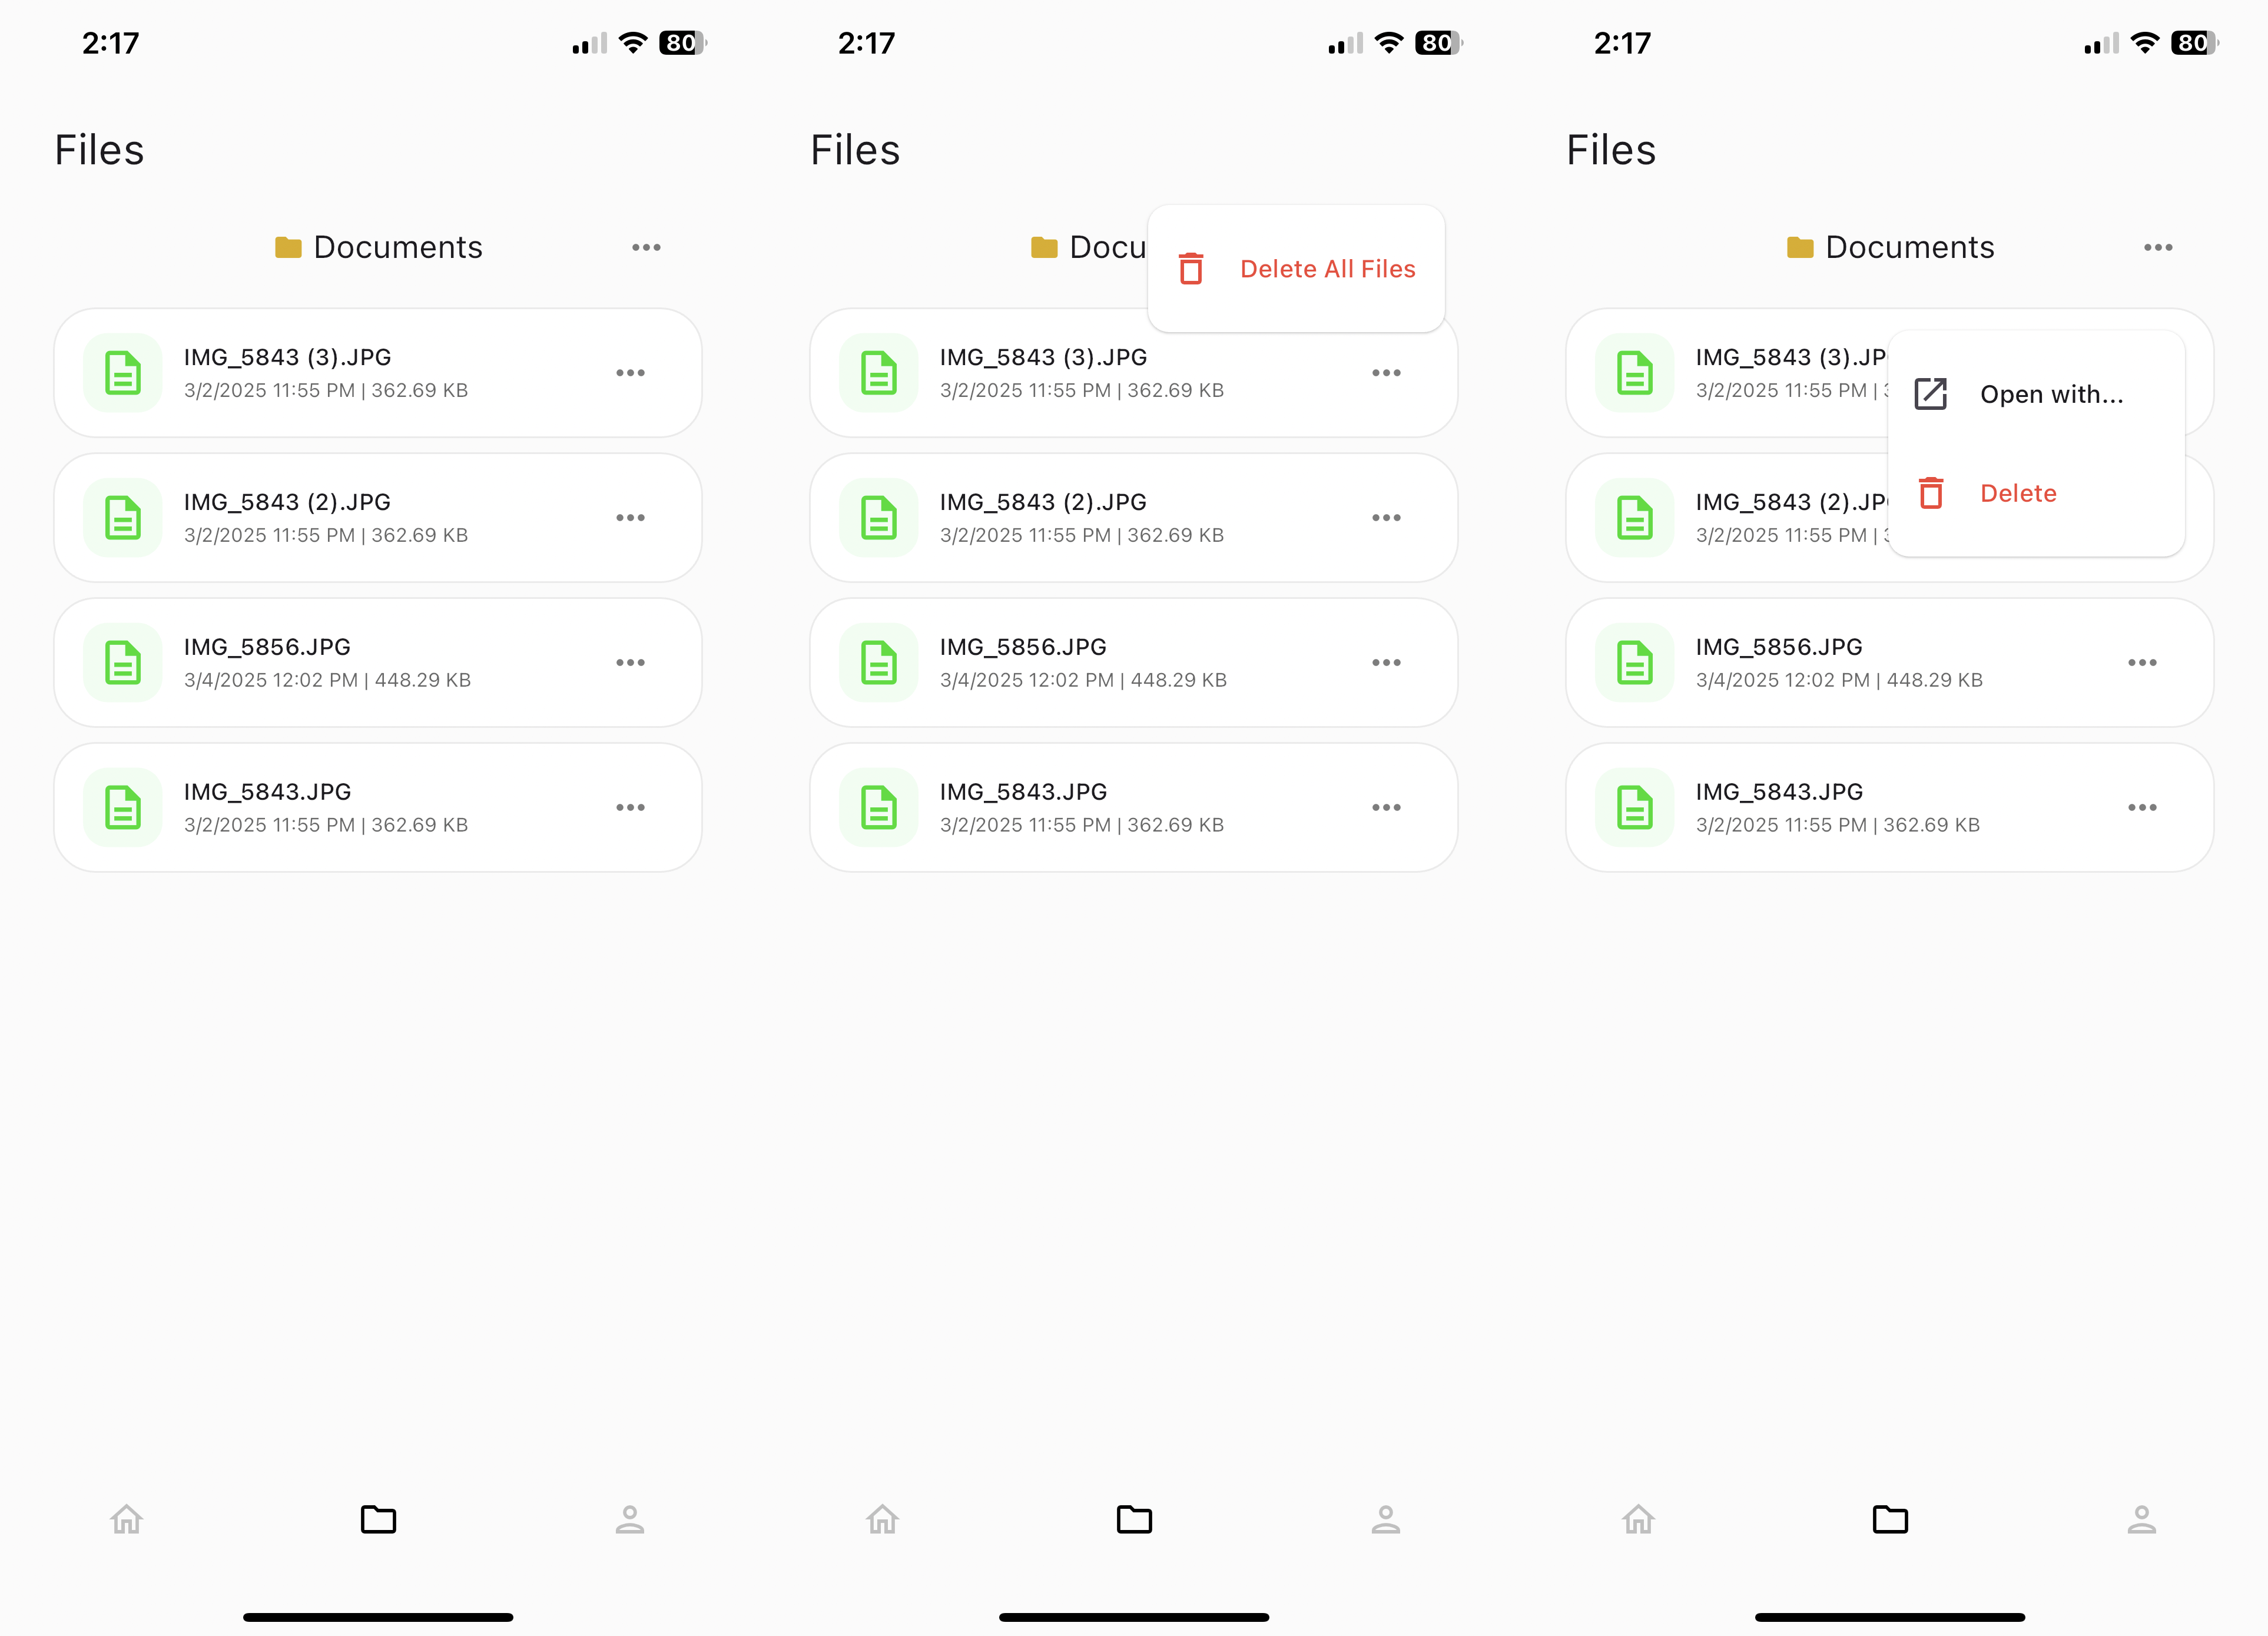 2:17
80
Files
Documents
IMG_5843 (3).JPG
3/2/2025 11:55 PM | 362.69 KB
IMG_5843 (2).JPG
3/2/2025 11:55 PM | 362.69 KB
IMG_5856.JPG
3/4/2025 12:02 PM | 448.29 KB
IMG_5843.JPG
3/2/2025 11:55 PM | 362.69 KB
2:17
80
Files
Docu
Delete All Files
IMG_5843 (3).JPG
3/2/2025 11:55 PM | 362.69 KB
IMG_5843 (2).JPG
3/2/2025 11:55 PM | 362.69 KB
IMG_5856.JPG
3/4/2025 12:02 PM | 448.29 KB
IMG_5843.JPG
3/2/2025 11:55 PM | 362.69 KB
2:17
80
Files
Documents
IMG_5843 (3).JP
3/2/2025 11:55 PM |
Open with...
IMG_5843 (2).JP
3/2/2025 11:55 PM |
Delete
IMG_5856.JPG
3/4/2025 12:02 PM | 448.29 KB
IMG_5843.JPG
3/2/2025 11:55 PM | 362.69 KB